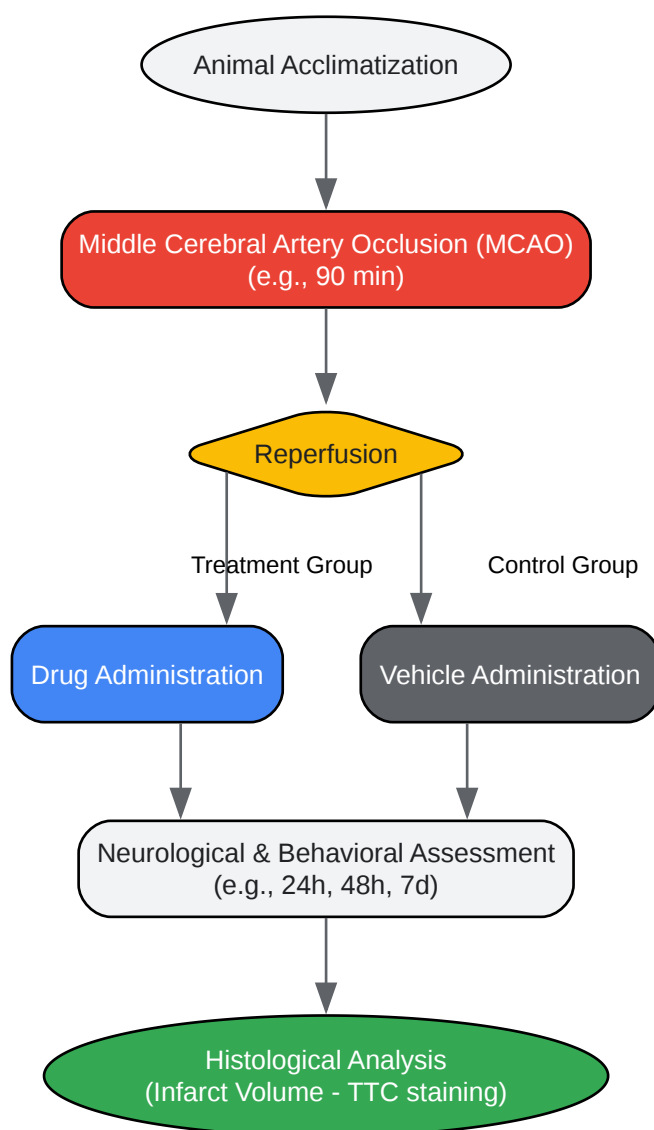 Animal Acclimatization
Middle Cerebral Artery Occlusion (MCAO)
(e.g., 90 min)
Reperfusion
Treatment Group
Control Group
Drug Administration
Vehicle Administration
Neurological & Behavioral Assessment
(e.g., 24h, 48h, 7d)
Histological Analysis
(Infarct Volume - TTC staining)